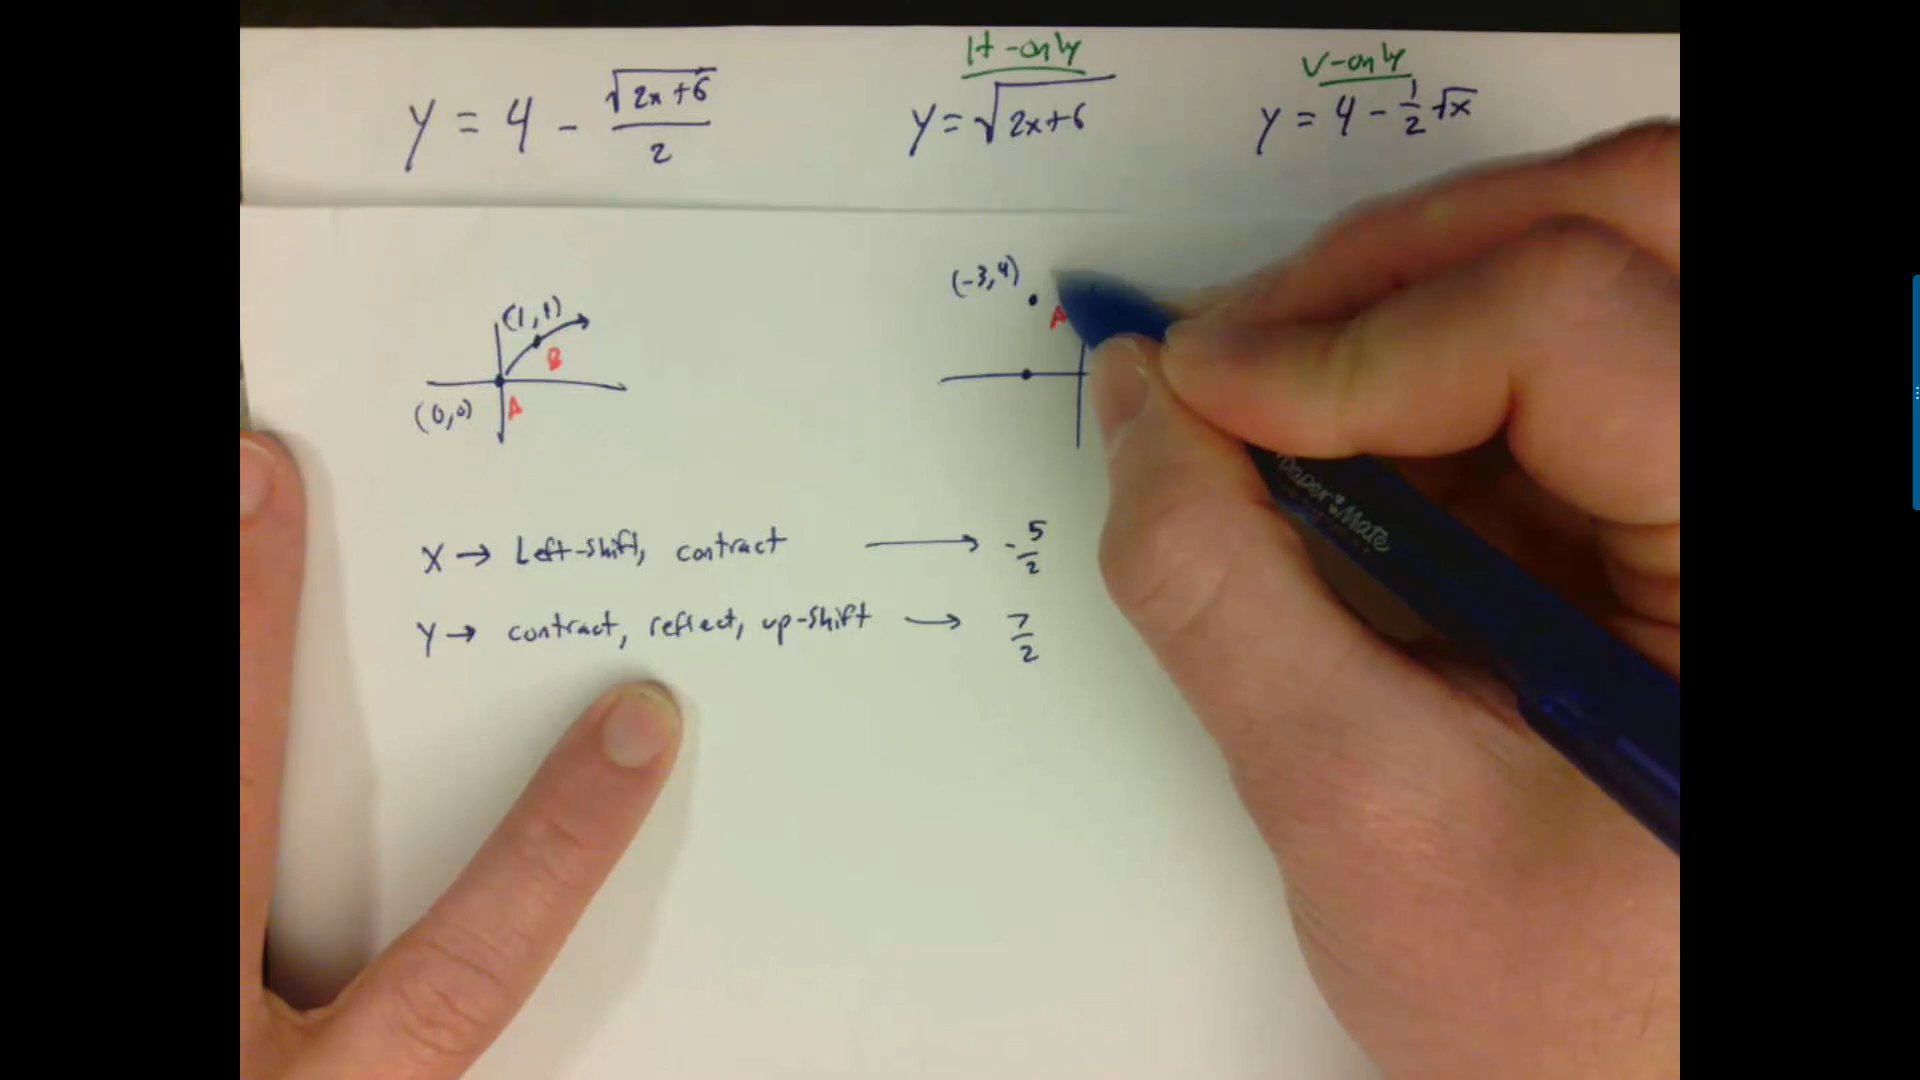 H-only
V-only
y = 4 - √(2x+6)/2
y = √(2x+6)
y = 4 - 1/2 √x
(-3,4)
A
(1,1)
B
(0,0)
A
X → Left-shift, contract → -5/2
Y → contract, reflect, up-shift → 7/2
Paper:Mate